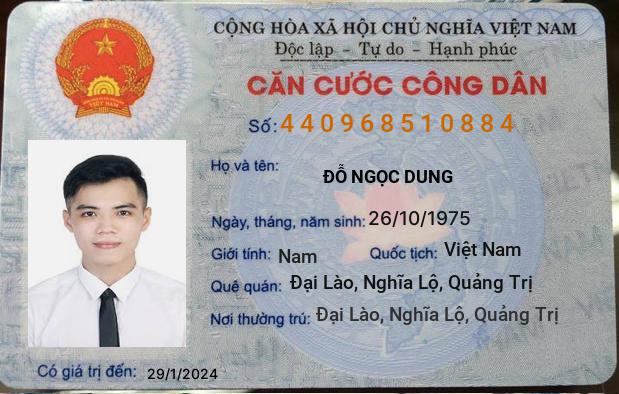 CỘNG HÒA XÃ HỘI CHỦ NGHĨA VIỆT NAM
Độc lập - Tự do - Hạnh phúc
CĂN CƯỚC CÔNG DÂN
Số: 440968510884
Họ và tên:
ĐỖ NGỌC DUNG
Ngày, tháng, năm sinh: 26/10/1975
Giới tính: Nam Quốc tịch: Việt Nam
Quê quán: Đại Lào, Nghĩa Lộ, Quảng Trị
Nơi thường trú: Đại Lào, Nghĩa Lộ, Quảng Trị
Có giá trị đến: 29/1/2024
VIỆT NAM